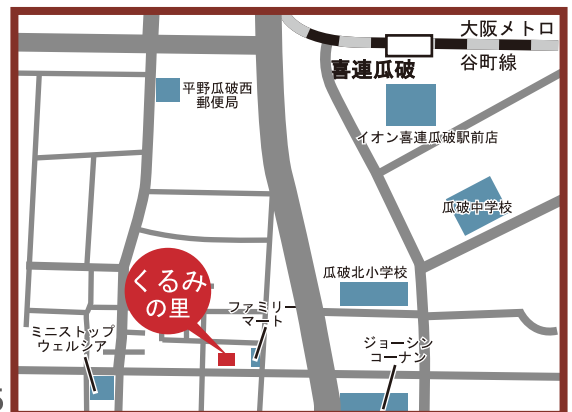 大阪メトロ
谷町線
喜連瓜破
平野瓜破西
郵便局
イオン喜連瓜破駅前店
瓜破中学校
瓜破北小学校
くるみ
の里
ファミリー
マート
ミニストップ
ウェルシア
ジョーシン
コーナン